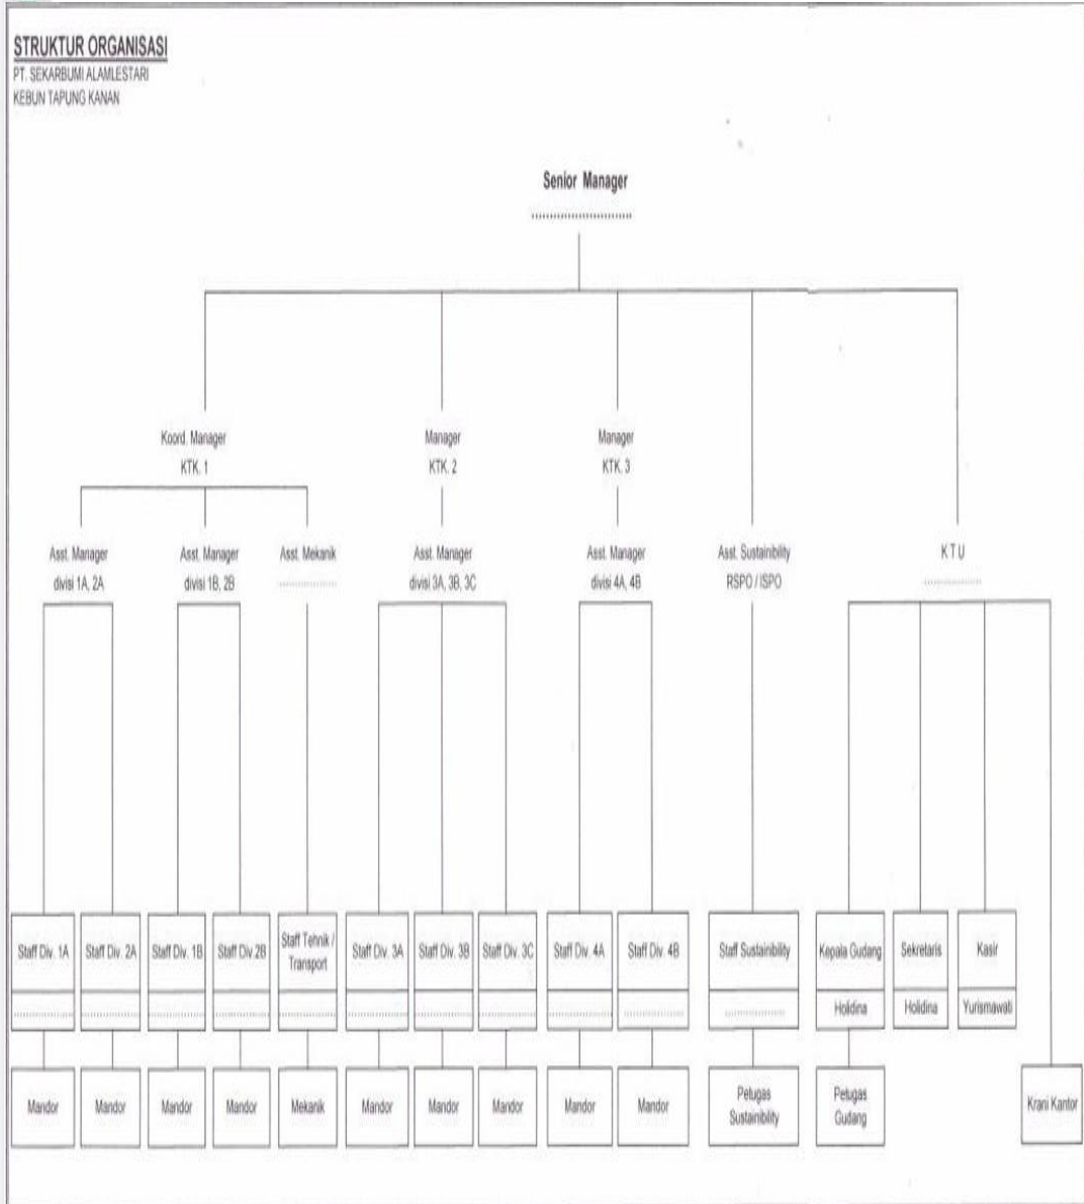 STRUKTUR ORGANISASI
PT. SEKARBUMI ALAMLESTARI
KEBUN TAPUNG KANAN
Senior Manager
............................
Koord. Manager
KTK. 1
Manager
KTK. 2
Manager
KTK. 3
Asst. Manager
divisi 1A, 2A
Asst. Manager
divisi 1B, 2B
Asst. Mekanik
.................
Asst. Manager
divisi 3A, 3B, 3C
Asst. Manager
divisi 4A, 4B
Asst. Sustainibility
RSPO / ISPO
K T U
.................
Staff Div. 1A
.................
Staff Div. 2A
.................
Staff Div. 1B
.................
Staff Div 2B
.................
Staff Tehnik /
Transport
.................
Staff Div. 3A
.................
Staff Div. 3B
.................
Staff Div. 3C
.................
Staff Div. 4A
.................
Staff Div. 4B
.................
Staff Sustainibility
.................
Kepala Gudang
Holidina
Sekretaris
Holidina
Kasir
Yurismawati
Mandor
Mandor
Mandor
Mandor
Mekanik
Mandor
Mandor
Mandor
Mandor
Mandor
Petugas
Sustainibility
Petugas
Gudang
Krani Kantor